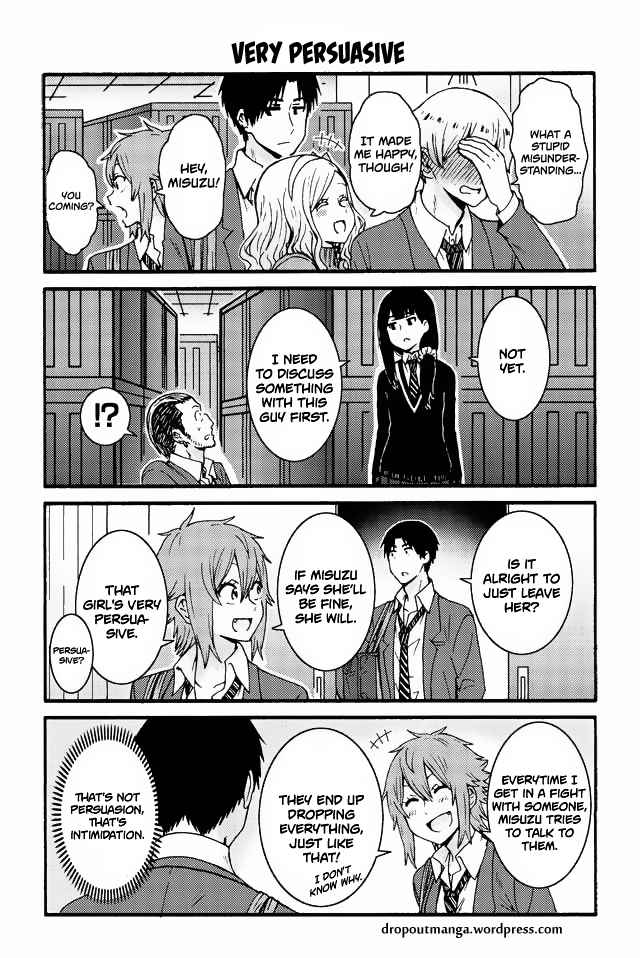 VERY PERSUASIVE
WHAT A
STUPID
MISUNDER-
STANDING...
IT MADE
ME HAPPY,
THOUGH!
HEY,
MISUZU!
YOU
COMING?
NOT
YET.
I NEED
TO DISCUSS
SOMETHING
WITH THIS
GUY FIRST.
!?
IS IT
ALRIGHT TO
JUST LEAVE
HER?
IF MISUZU
SAYS SHE'LL
BE FINE,
SHE WILL.
THAT
GIRL'S VERY
PERSUA-
SIVE.
PERSUA-
SIVE?
EVERYTIME I
GET IN A FIGHT
WITH SOMEONE,
MISUZU TRIES
TO TALK TO
THEM.
THEY END UP
DROPPING
EVERYTHING,
JUST LIKE
THAT!
I DON'T
KNOW WHY.
THAT'S NOT
PERSUASION,
THAT'S
INTIMIDATION.
dropoutmanga.wordpress.com